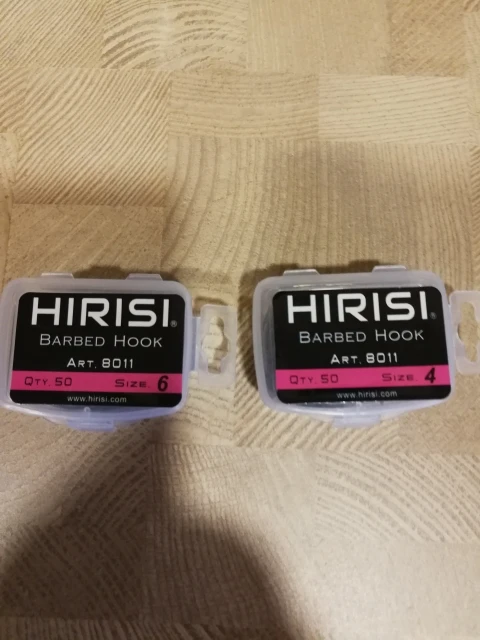 HIRISI®
BARBED HOOK
ART. 8011
QTY. 50 SIZE. 6
www.hirisi.com
HIRISI®
BARBED HOOK
ART. 8011
QTY. 50 SIZE. 4
www.hirisi.com